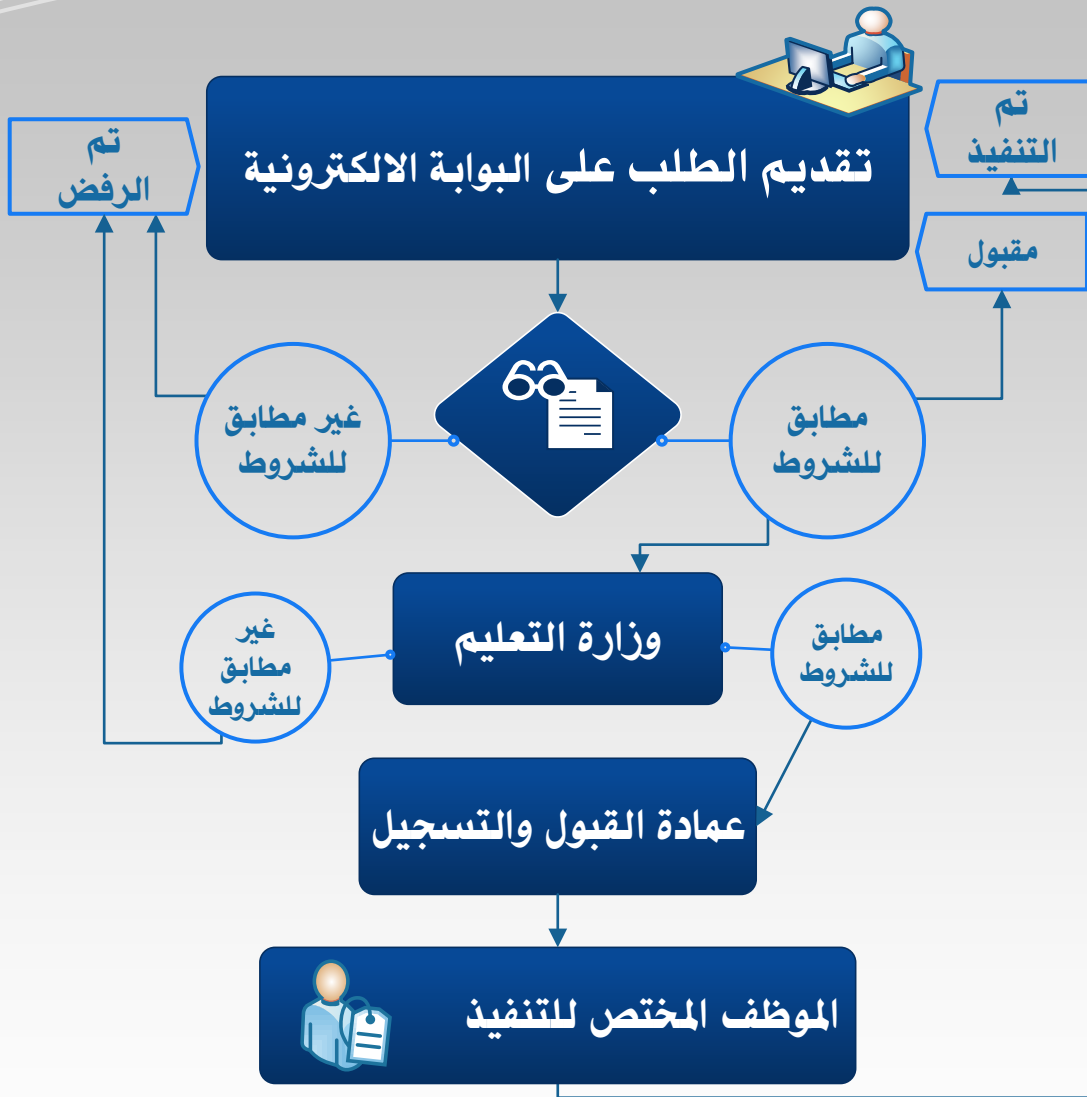 تقديم الطلب على البوابة الالكترونية
تم
التنفيذ
تم
الرفض
مقبول
مطابق
للشروط
غير مطابق
للشروط
وزارة التعليم
مطابق
للشروط
غير
مطابق
للشروط
عمادة القبول والتسجيل
الموظف المختص للتنفيذ